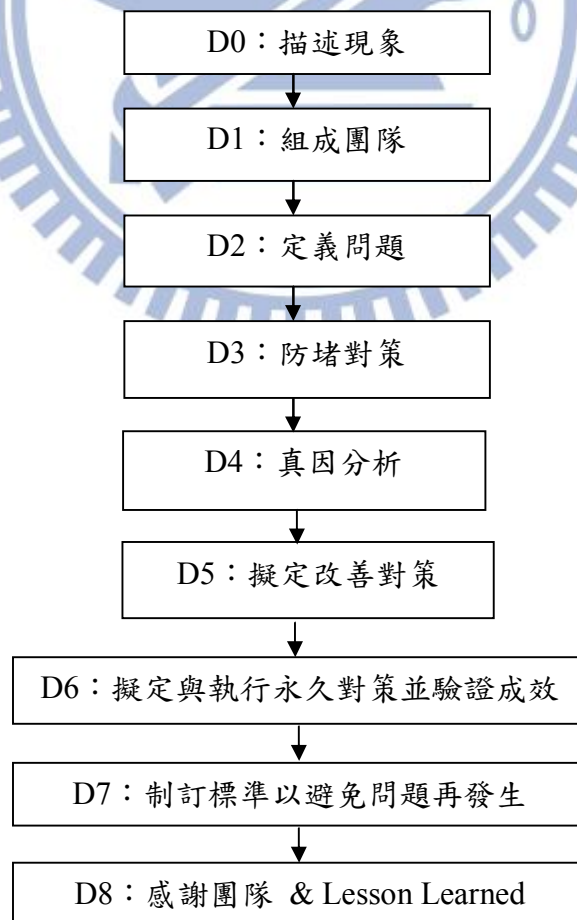 D0：描述現象
D1：組成團隊
D2：定義問題
D3：防堵對策
D4：真因分析
D5：擬定改善對策
D6：擬定與執行永久對策並驗證成效
D7：制訂標準以避免問題再發生
D8：感謝團隊 & Lesson Learned